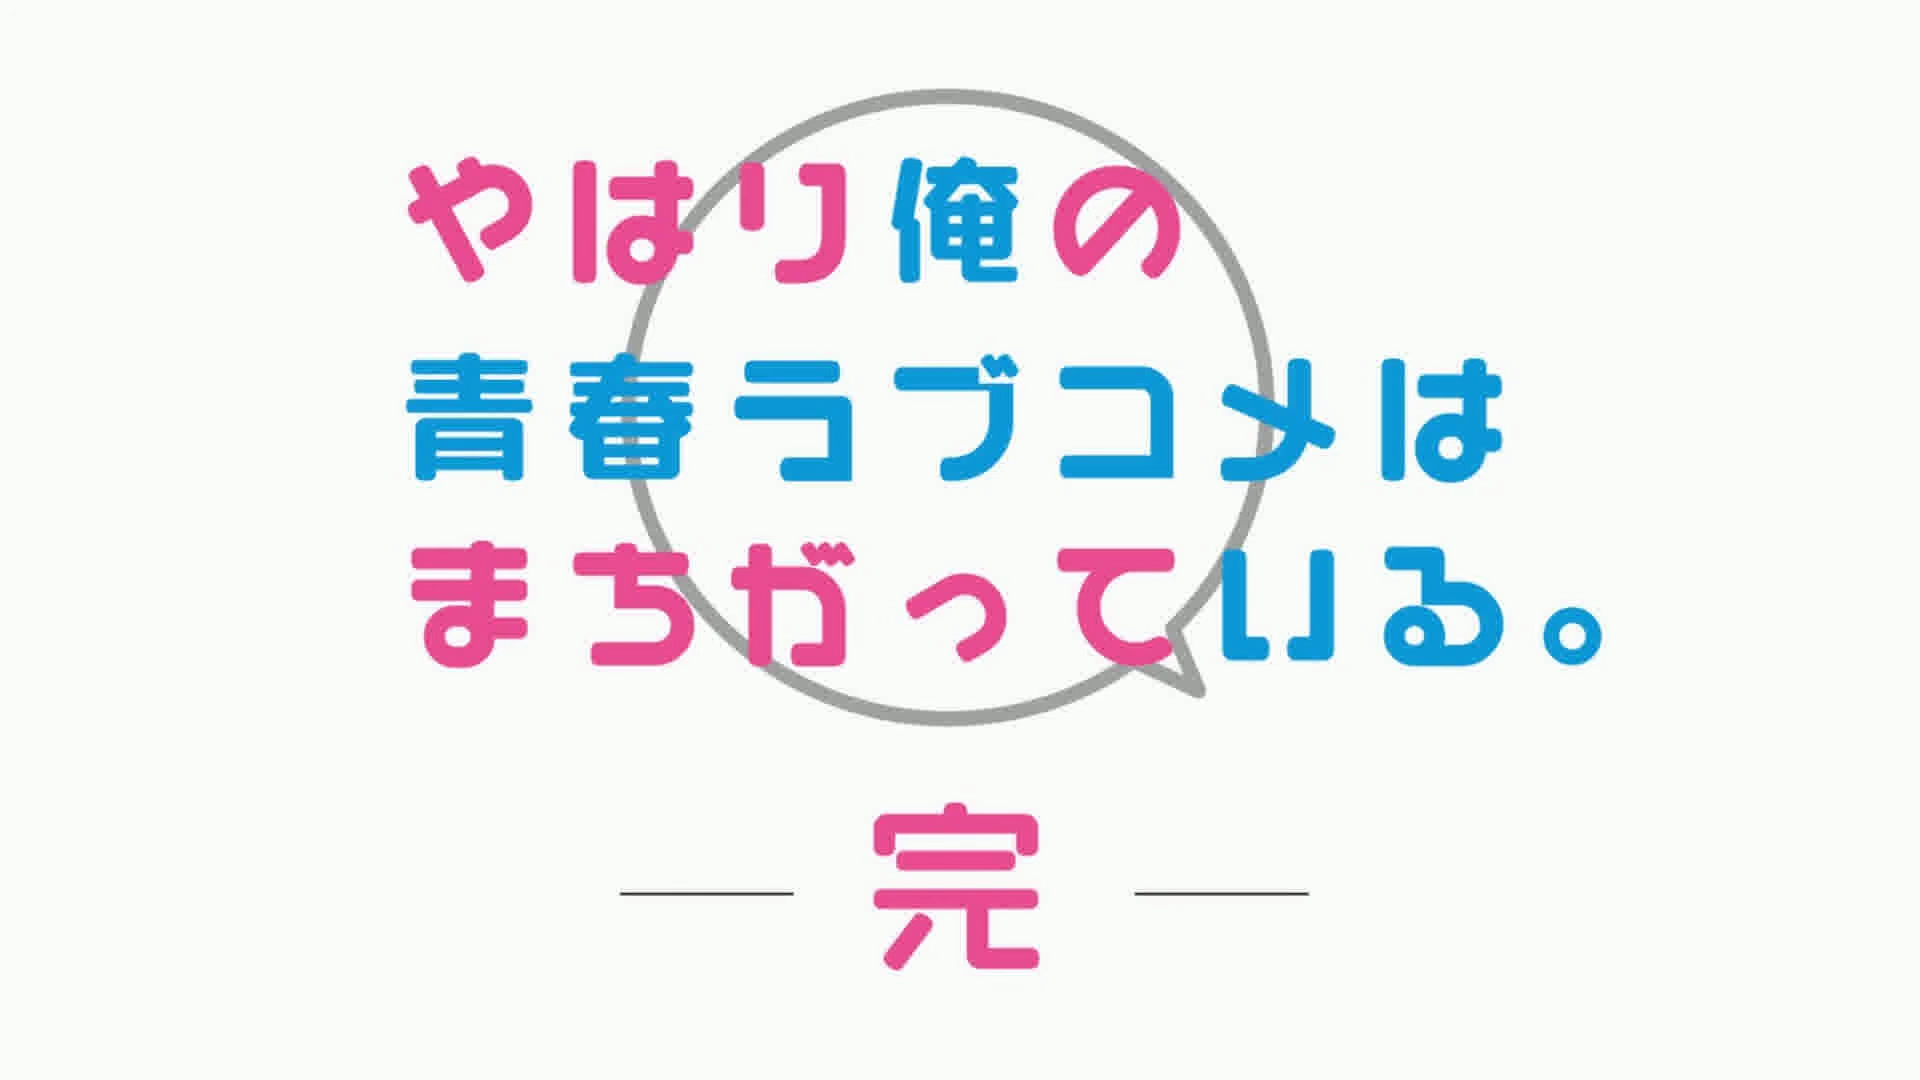 やはり俺の
青春ラブコメは
まちがっている。
完